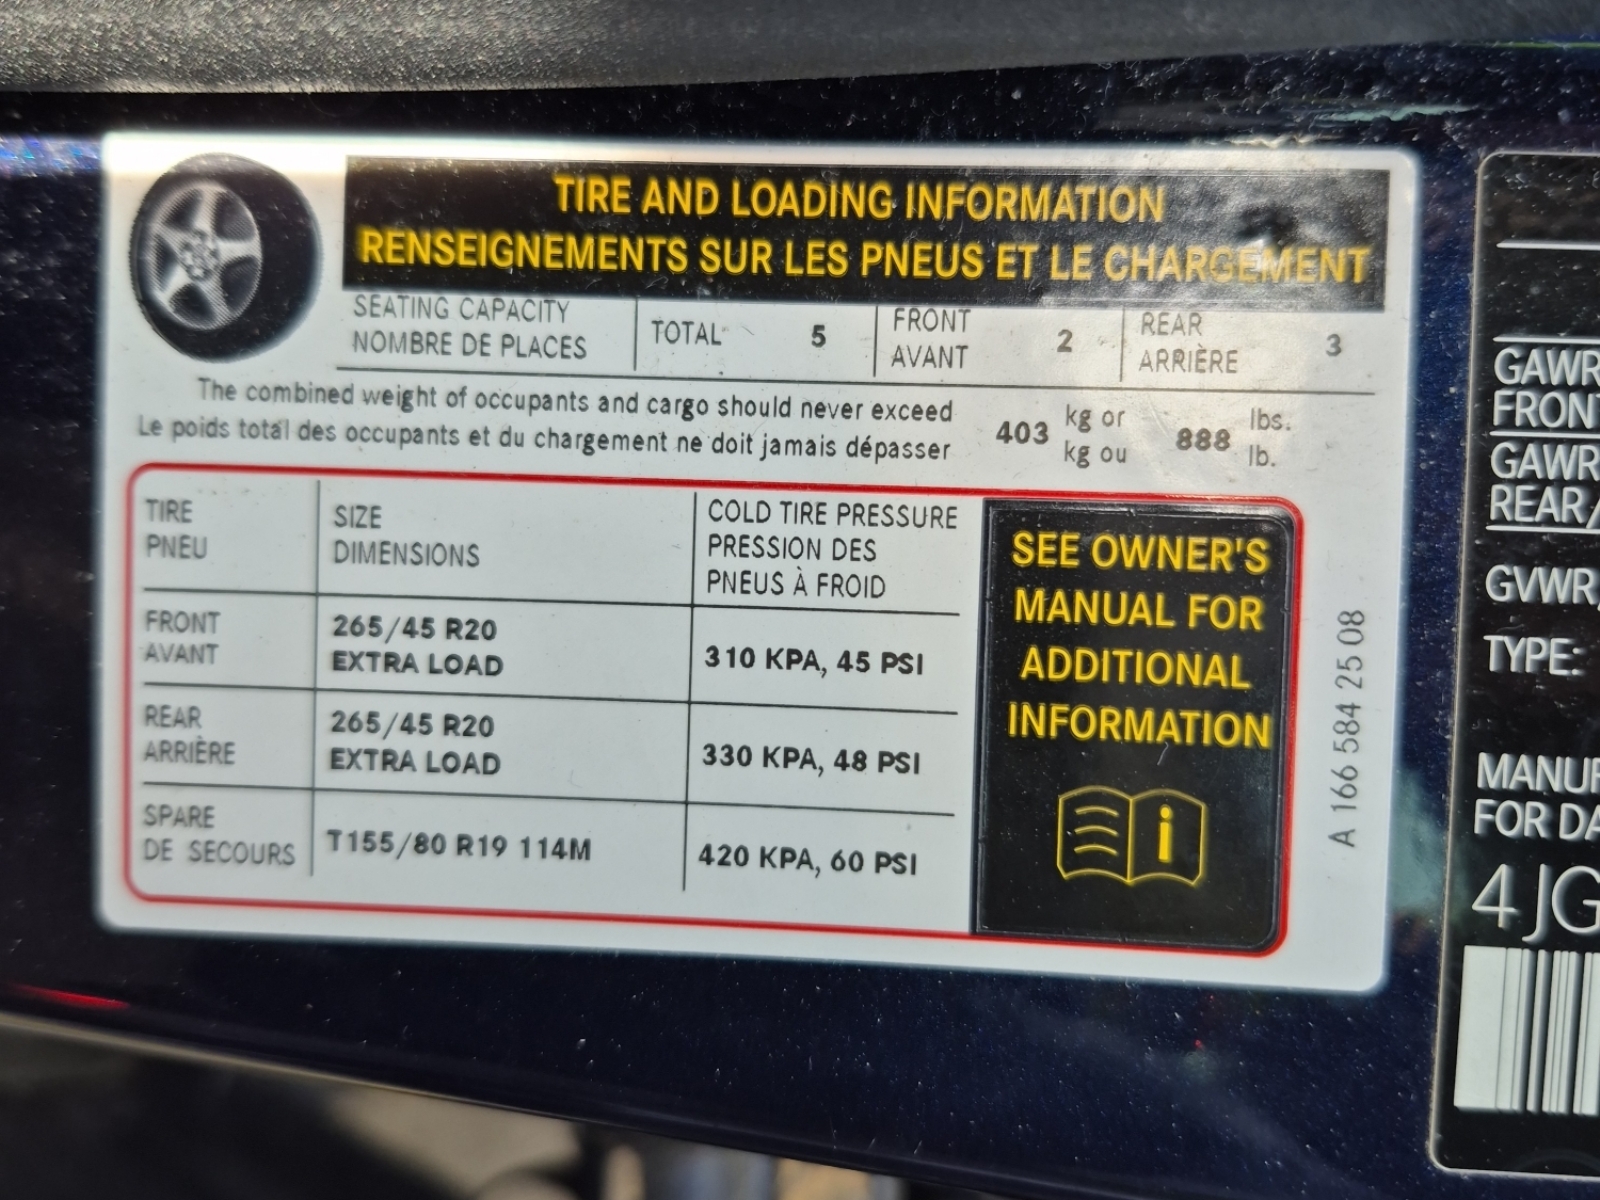 TIRE AND LOADING INFORMATION
RENSEIGNEMENTS SUR LES PNEUS ET LE CHARGEMENT
SEATING CAPACITY
NOMBRE DE PLACES
TOTAL 5
FRONT
AVANT
2
REAR
ARRIÈRE
3
The combined weight of occupants and cargo should never exceed
Le poids total des occupants et du chargement ne doit jamais dépasser
403
kg or
kg ou
888
lbs.
lb.
TIRE
PNEU
SIZE
DIMENSIONS
COLD TIRE PRESSURE
PRESSION DES
PNEUS À FROID
FRONT
AVANT
265/45 R20
EXTRA LOAD
310 KPA, 45 PSI
REAR
ARRIÈRE
265/45 R20
EXTRA LOAD
330 KPA, 48 PSI
SPARE
DE SECOURS
T155/80 R19 114M
420 KPA, 60 PSI
SEE OWNER'S
MANUAL FOR
ADDITIONAL
INFORMATION
i
A 166 584 25 08
GAWR
FRONT
GAWR
REAR/
GVWR
TYPE:
MANUF
FOR DA
4JG